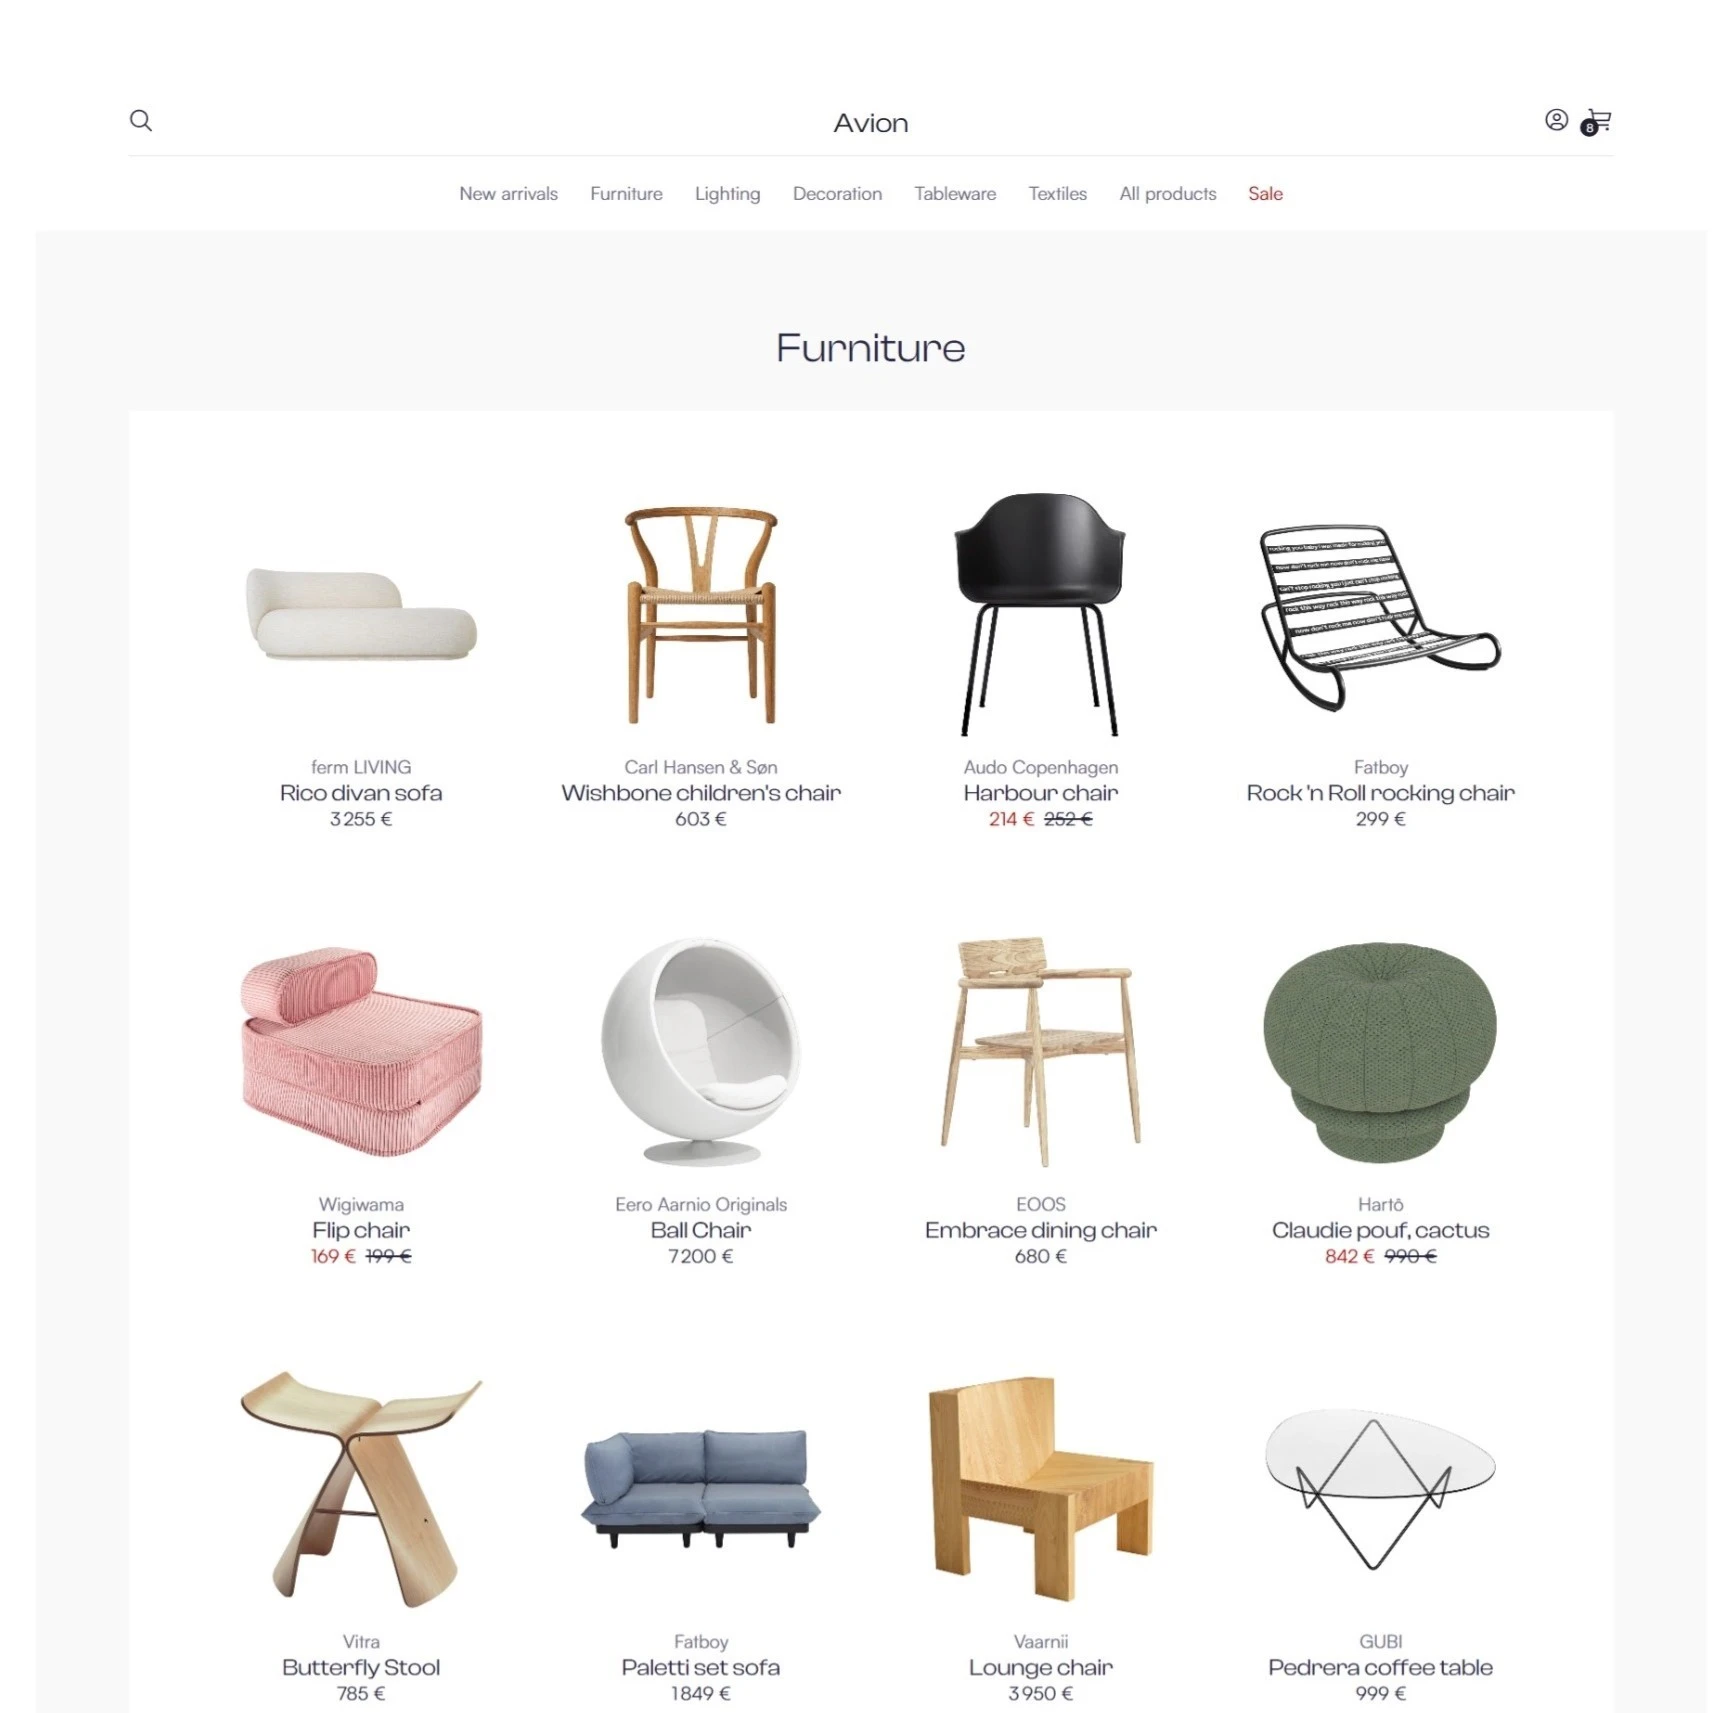 Avion
8
New arrivals Furniture Lighting Decoration Tableware Textiles All products Sale
Furniture
ferm LIVING
Rico divan sofa
3 255 €
Carl Hansen & Søn
Wishbone children's chair
603 €
Audo Copenhagen
Harbour chair
214 € 252 €
Fatboy
Rock 'n Roll rocking chair
299 €
Wigiwama
Flip chair
169 € 199 €
Eero Aarnio Originals
Ball Chair
7 200 €
EOOS
Embrace dining chair
680 €
Hartô
Claudie pouf, cactus
842 € 990 €
Vitra
Butterfly Stool
785 €
Fatboy
Paletti set sofa
1 849 €
Vaarnii
Lounge chair
3 950 €
GUBI
Pedrera coffee table
999 €